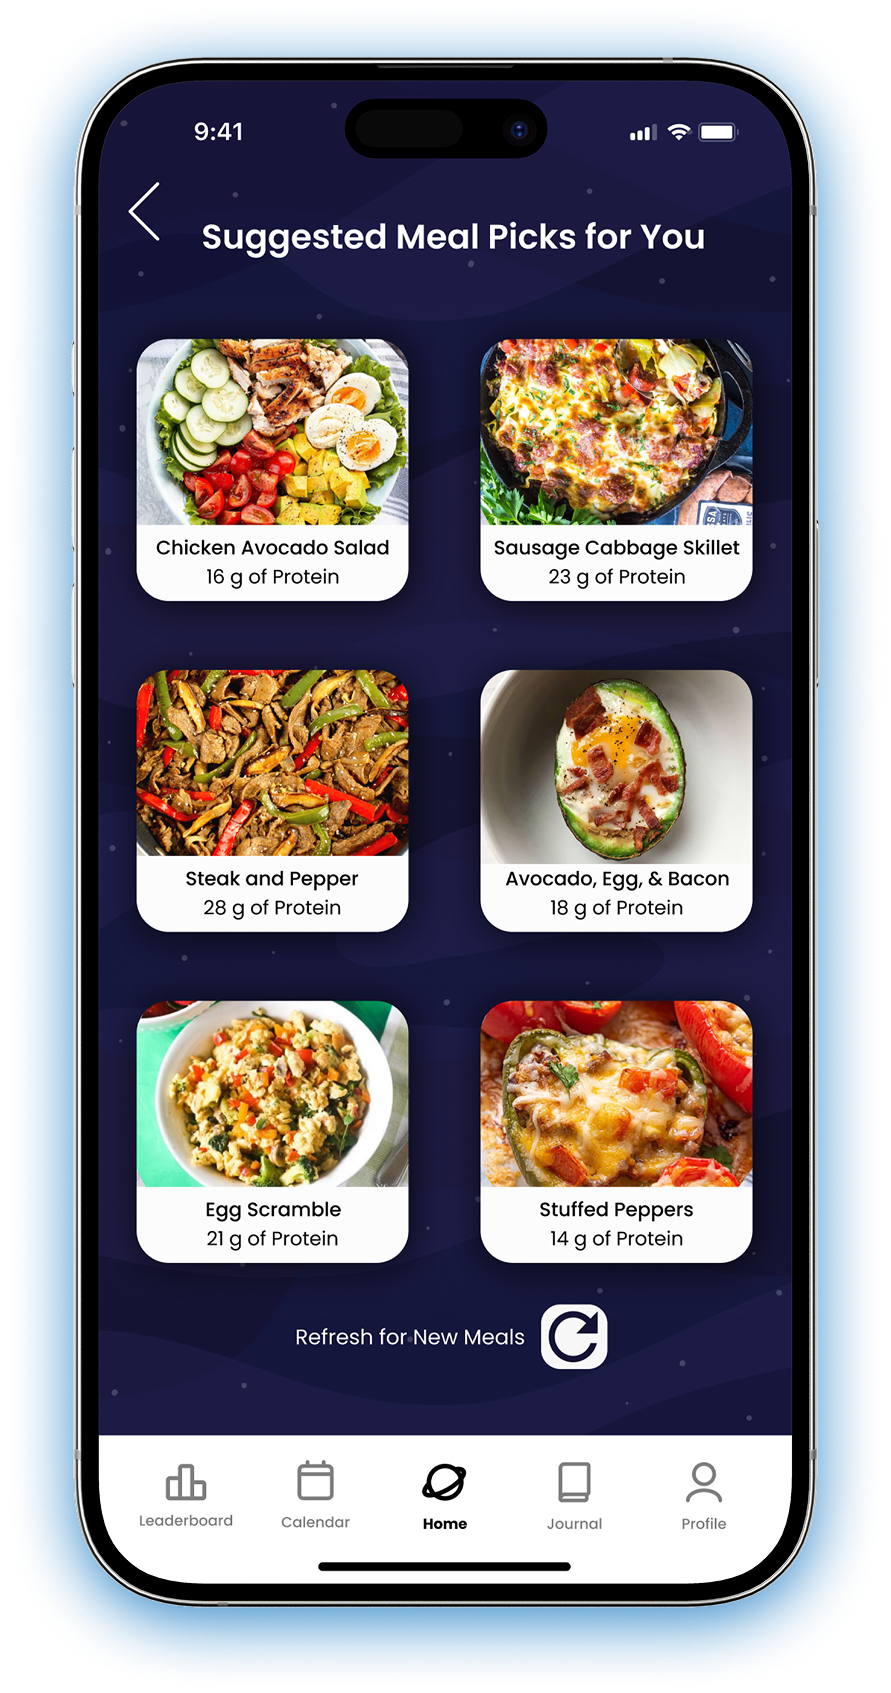 9:41
Suggested Meal Picks for You
Chicken Avocado Salad
16 g of Protein
Sausage Cabbage Skillet
23 g of Protein
Steak and Pepper
28 g of Protein
Avocado, Egg, & Bacon
18 g of Protein
Egg Scramble
21 g of Protein
Stuffed Peppers
14 g of Protein
Refresh for New Meals
Leaderboard
Calendar
Home
Journal
Profile